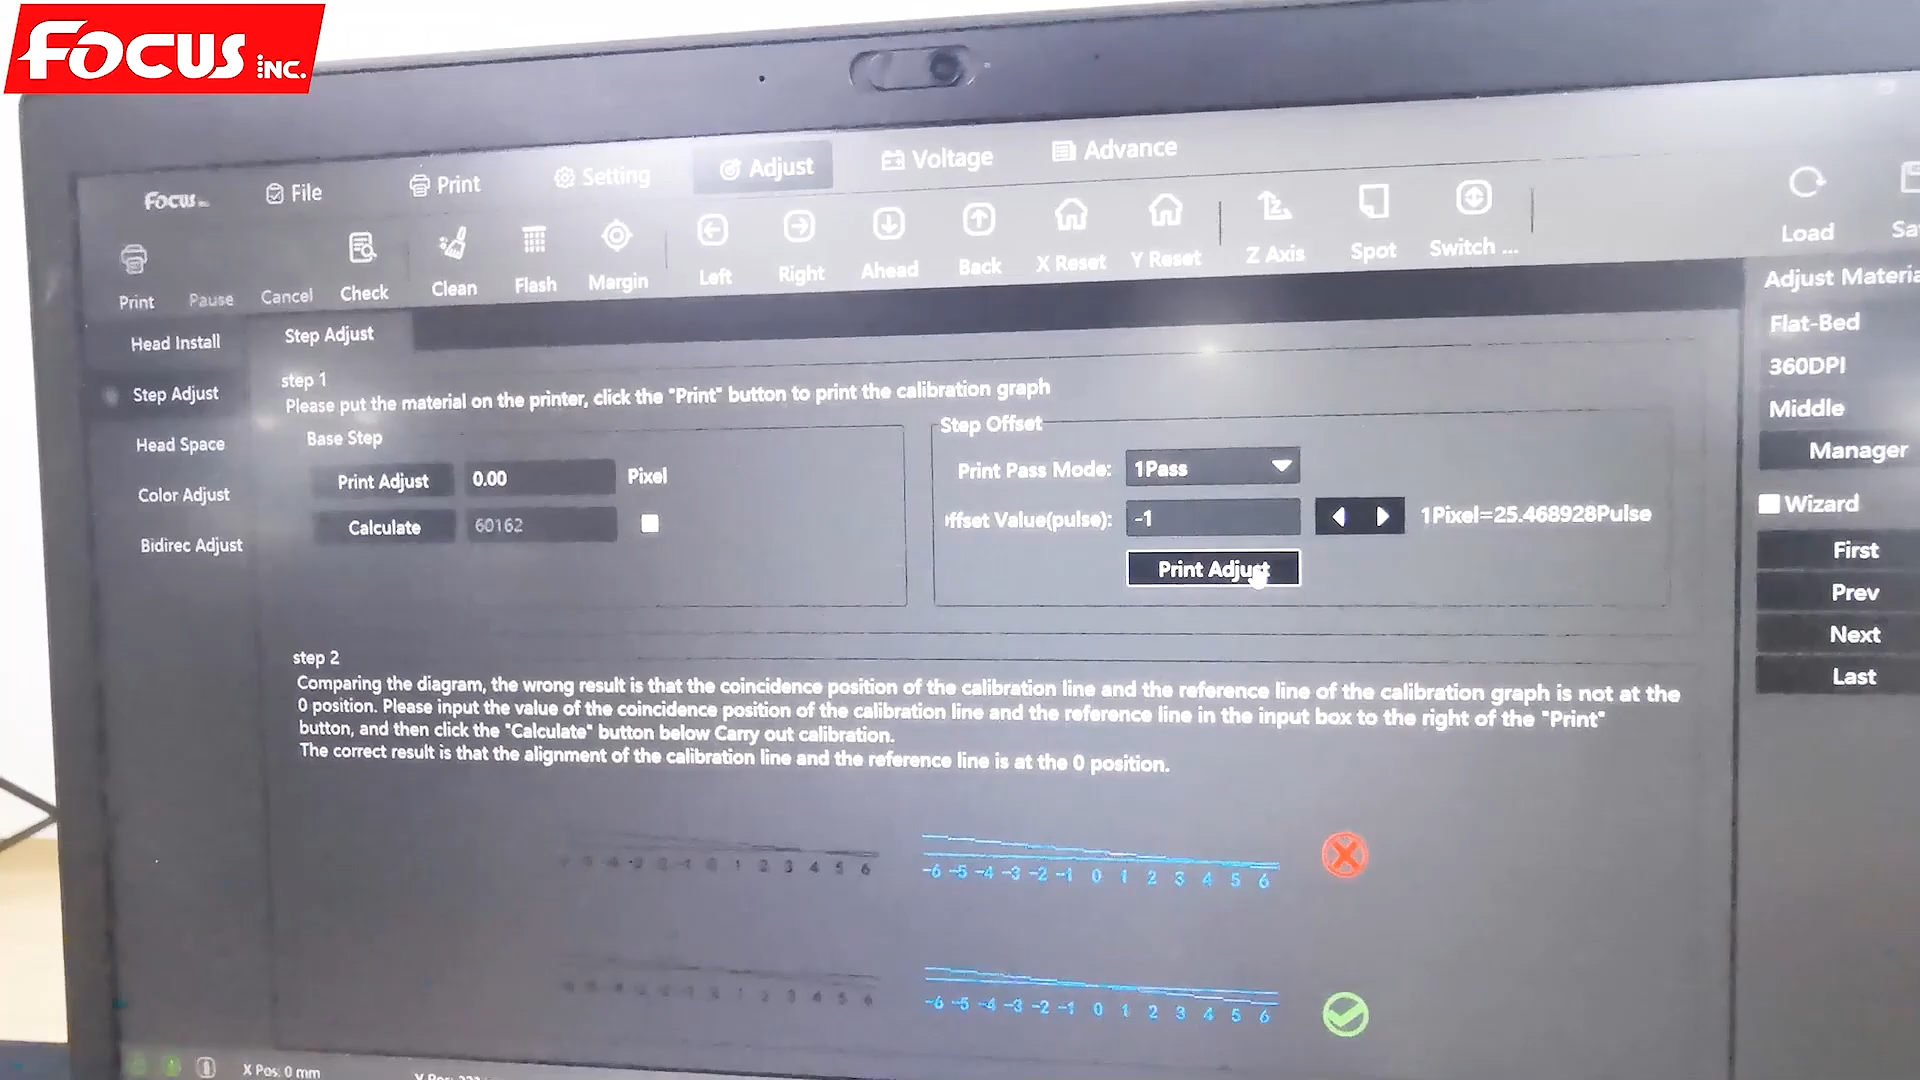 FOCUS INC.
Focus
File
Print
Setting
Adjust
Voltage
Advance
Print
Pause
Cancel
Check
Clean
Flash
Margin
Left
Right
Ahead
Back
X Reset
Y Reset
Z Axis
Spot
Switch ...
Load
Head Install
Step Adjust
Head Space
Color Adjust
Bidirec Adjust
Step Adjust
step 1
Please put the material on the printer, click the "Print" button to print the calibration graph
Base Step
Print Adjust 0.00 Pixel
Calculate 60162
Step Offset
Print Pass Mode: 1Pass
ffset Value(pulse): -1 1Pixel=25.468928Pulse
Print Adjust
step 2
Comparing the diagram, the wrong result is that the coincidence position of the calibration line and the reference line of the calibration graph is not at the
0 position. Please input the value of the coincidence position of the calibration line and the reference line in the input box to the right of the "Print"
button, and then click the "Calculate" button below Carry out calibration.
The correct result is that the alignment of the calibration line and the reference line is at the 0 position.
-6 -5 -4 -3 -2 -1 0 1 2 3 4 5 6
-6 -5 -4 -3 -2 -1 0 1 2 3 4 5 6
Adjust Materia
Flat-Bed
360DPI
Middle
Manager
Wizard
First
Prev
Next
Last
X Pos: 0 mm